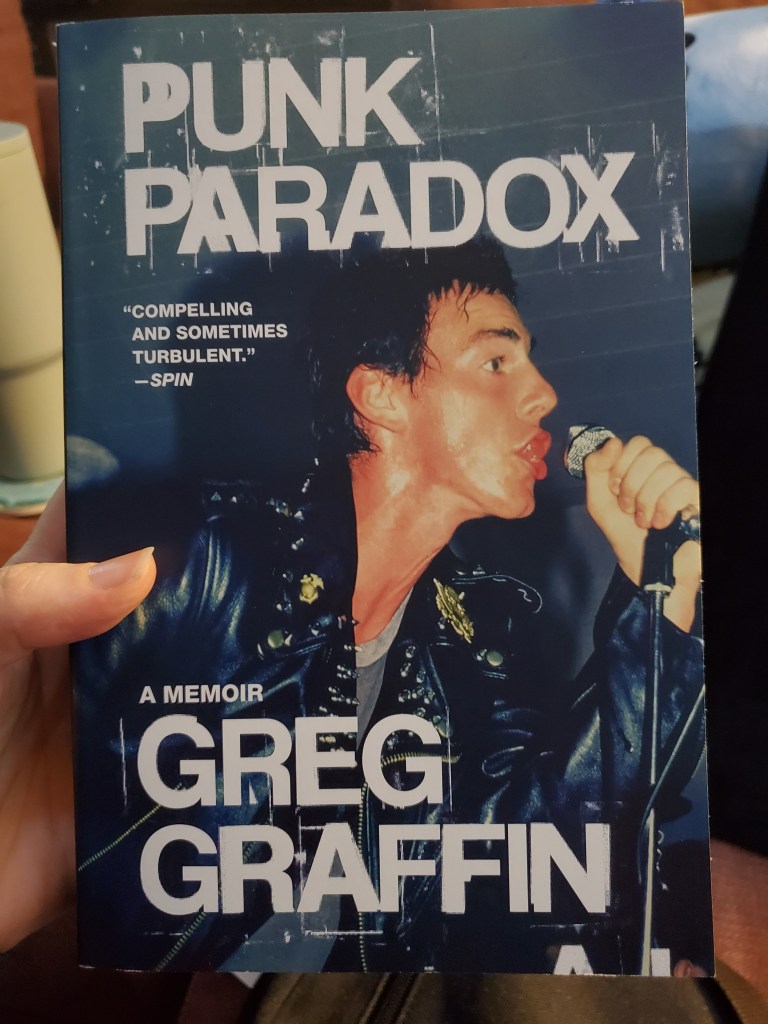 PUNK
PARADOX
“COMPELLING
AND SOMETIMES
TURBULENT.”
—SPIN
A MEMOIR
GREG
GRAFFIN